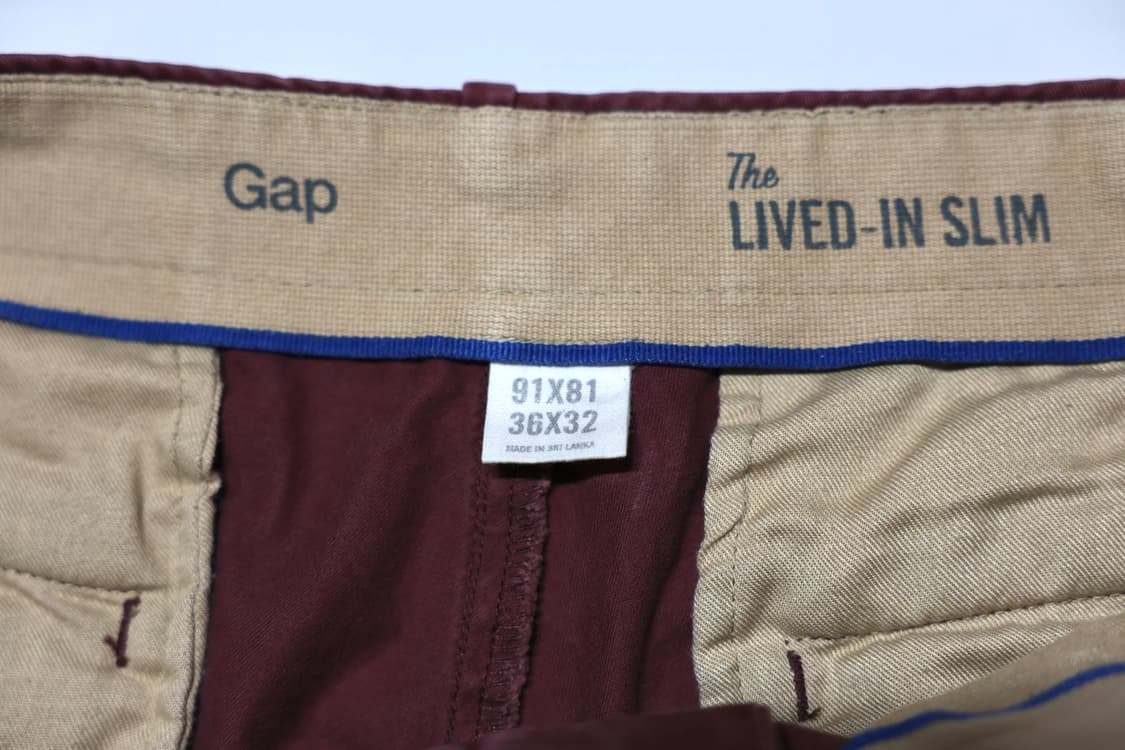 Gap
The
LIVED-IN SLIM
91X81
36X32
MADE IN SRI LANKA